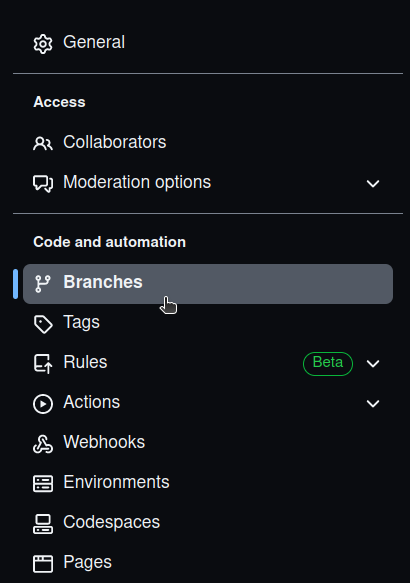 General
Access
Collaborators
Moderation options
Code and automation
Branches
Tags
Rules Beta
Actions
Webhooks
Environments
Codespaces
Pages